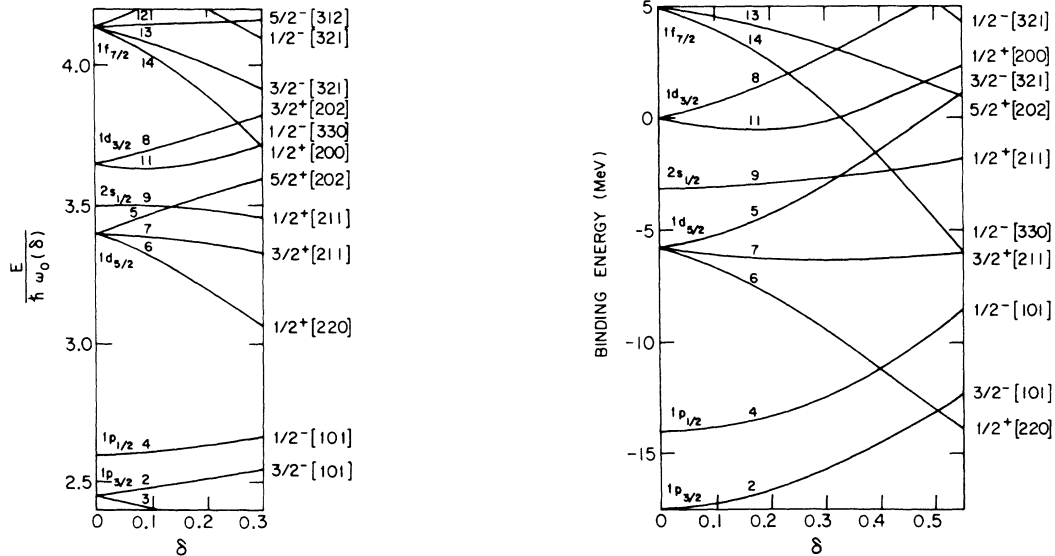 121
5/2⁻[312]
13
1/2⁻[321]
1f7/2
4.0
14
3/2⁻[321]
3/2⁺[202]
1d3/2
8
1/2⁻[330]
11
1/2⁺[200]
5/2⁺[202]
2s1/2
9
3.5
5
1/2⁺[211]
7
6
3/2⁺[211]
1d5/2
1/2⁺[220]
3.0
1p1/2
4
1/2⁻[101]
1p3/2
2
3/2⁻[101]
2.5
3
0 0.1 0.2 0.3
δ
E
ℏ ω0(δ)
5
13
1/2⁻[321]
1f7/2
14
1/2⁺[200]
8
3/2⁻[321]
1d3/2
5/2⁺[202]
0
11
1/2⁺[211]
2s1/2
9
5
1d5/2
-5
1/2⁻[330]
7
3/2⁺[211]
6
1/2⁻[101]
-10
3/2⁻[101]
4
1p1/2
1/2⁺[220]
-15
2
1p3/2
0 0.1 0.2 0.3 0.4 0.5
δ
BINDING ENERGY (MeV)